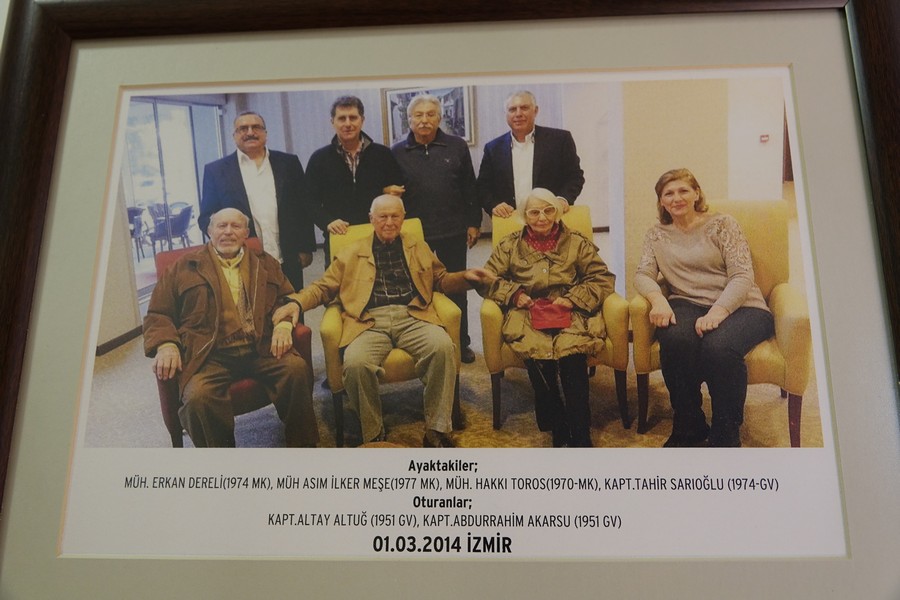 Ayaktakiler;
MÜH. ERKAN DERELİ(1974 MK), MÜH ASIM İLKER MEŞE(1977 MK), MÜH. HAKKI TOROS(1970-MK), KAPT.TAHİR SARIOĞLU (1974-GV)
Oturanlar;
KAPT.ALTAY ALTUĞ (1951 GV), KAPT.ABDURRAHİM AKARSU (1951 GV)
01.03.2014 İZMİR